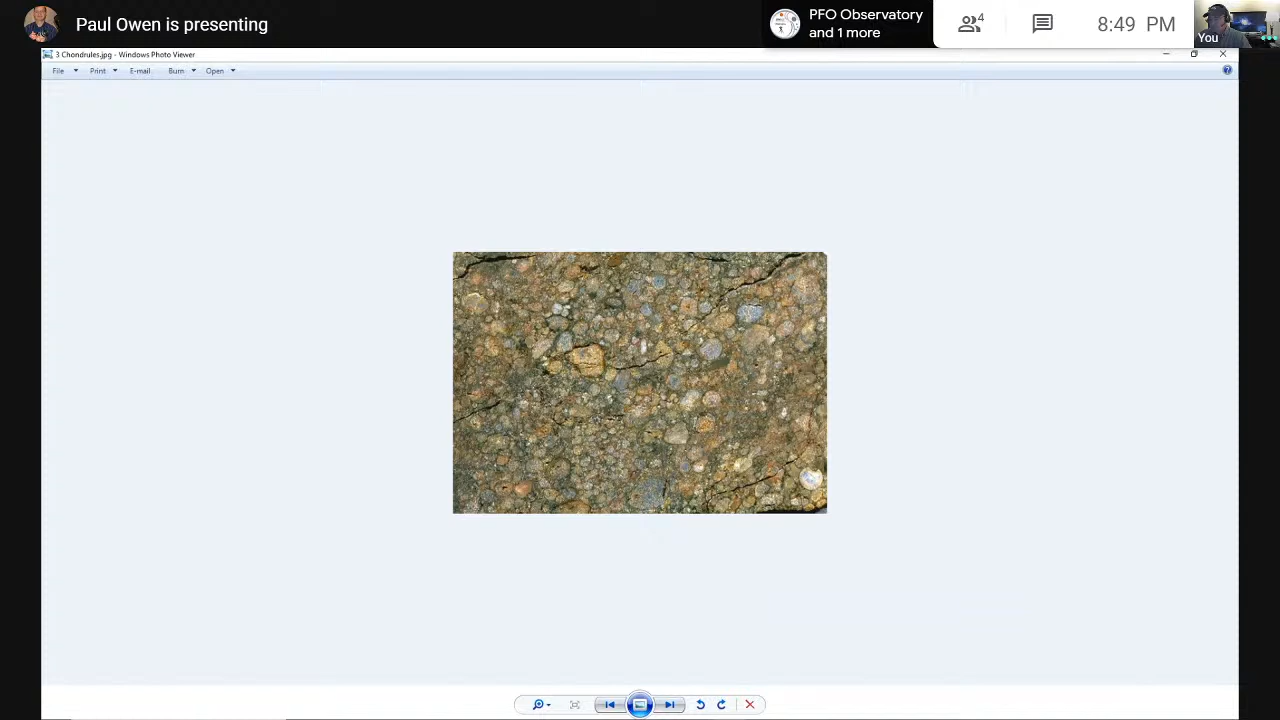 Paul Owen is presenting
PFO Observatory
and 1 more
4
8:49 PM
You
3 Chondrules.jpg - Windows Photo Viewer
File Print E-mail Burn Open